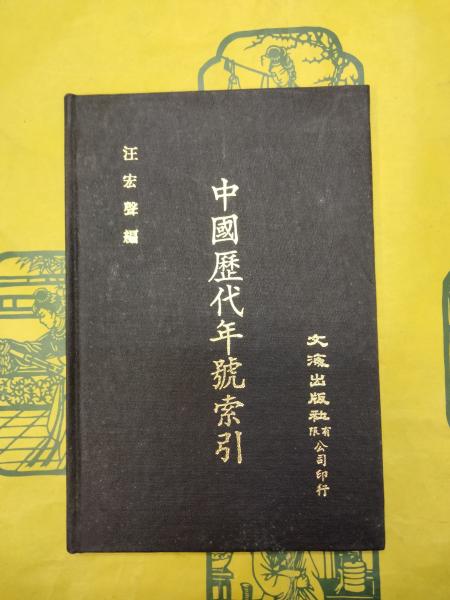 汪宏聲編
中國歷代年號索引
文海出版社有限公司印行